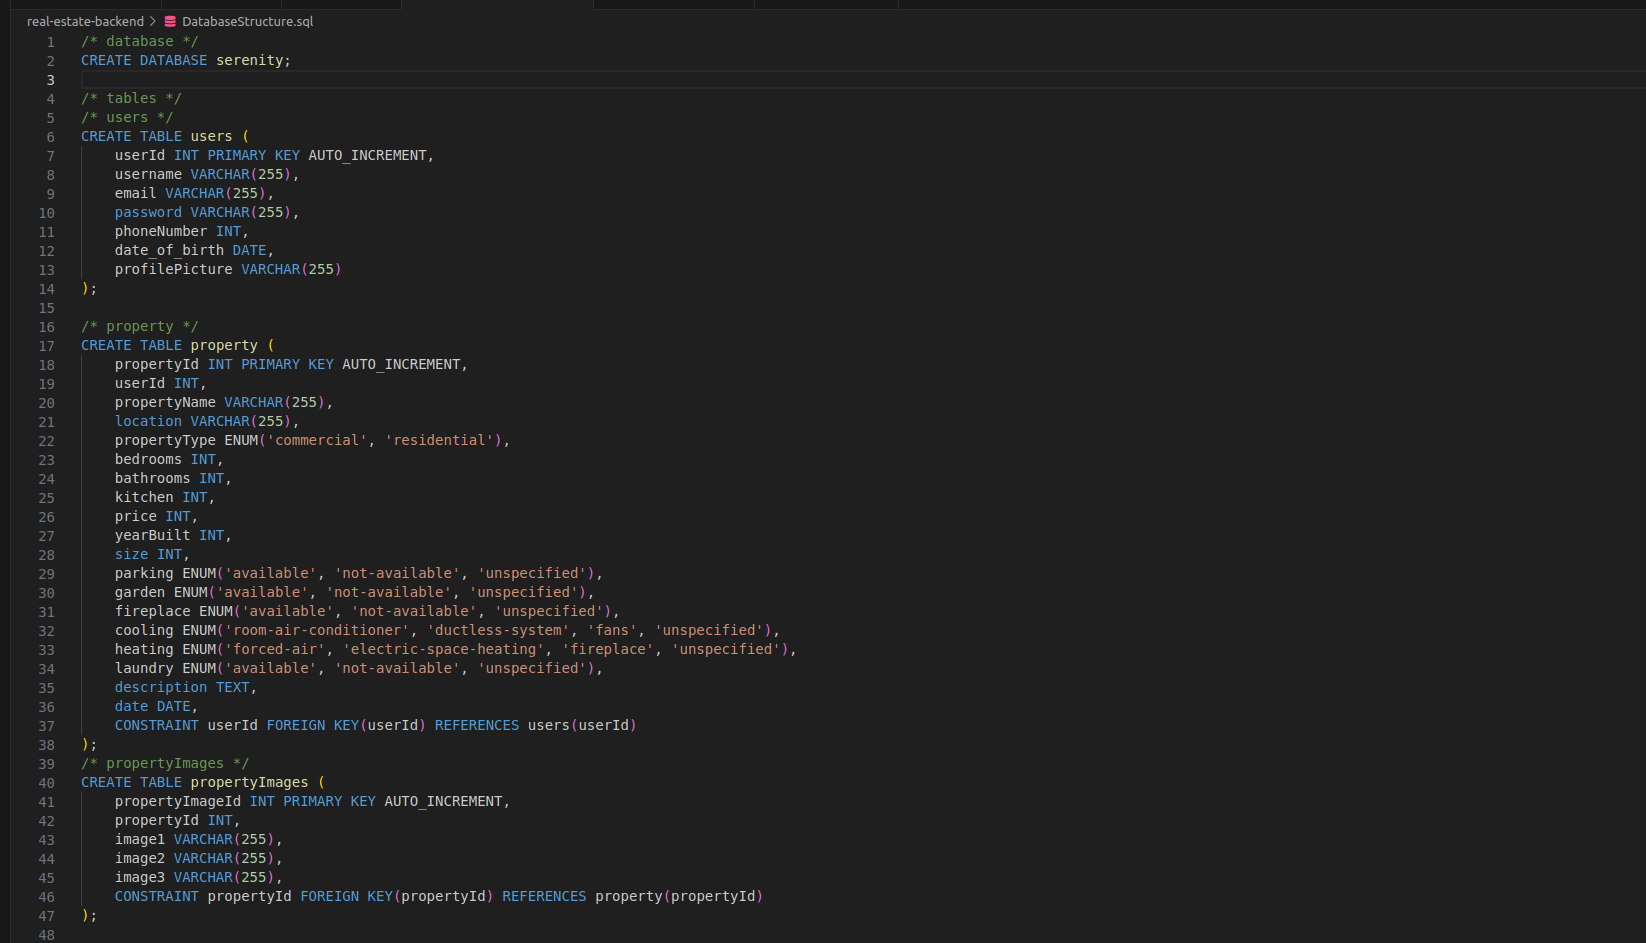 real-estate-backend > DatabaseStructure.sql
1 /* database */
2 CREATE DATABASE serenity;
3
4 /* tables */
5 /* users */
6 CREATE TABLE users (
7     userId INT PRIMARY KEY AUTO_INCREMENT,
8     username VARCHAR(255),
9     email VARCHAR(255),
10     password VARCHAR(255),
11     phoneNumber INT,
12     date_of_birth DATE,
13     profilePicture VARCHAR(255)
14 );
15
16 /* property */
17 CREATE TABLE property (
18     propertyId INT PRIMARY KEY AUTO_INCREMENT,
19     userId INT,
20     propertyName VARCHAR(255),
21     location VARCHAR(255),
22     propertyType ENUM('commercial', 'residential'),
23     bedrooms INT,
24     bathrooms INT,
25     kitchen INT,
26     price INT,
27     yearBuilt INT,
28     size INT,
29     parking ENUM('available', 'not-available', 'unspecified'),
30     garden ENUM('available', 'not-available', 'unspecified'),
31     fireplace ENUM('available', 'not-available', 'unspecified'),
32     cooling ENUM('room-air-conditioner', 'ductless-system', 'fans', 'unspecified'),
33     heating ENUM('forced-air', 'electric-space-heating', 'fireplace', 'unspecified'),
34     laundry ENUM('available', 'not-available', 'unspecified'),
35     description TEXT,
36     date DATE,
37     CONSTRAINT userId FOREIGN KEY(userId) REFERENCES users(userId)
38 );
39 /* propertyImages */
40 CREATE TABLE propertyImages (
41     propertyImageId INT PRIMARY KEY AUTO_INCREMENT,
42     propertyId INT,
43     image1 VARCHAR(255),
44     image2 VARCHAR(255),
45     image3 VARCHAR(255),
46     CONSTRAINT propertyId FOREIGN KEY(propertyId) REFERENCES property(propertyId)
47 );
48